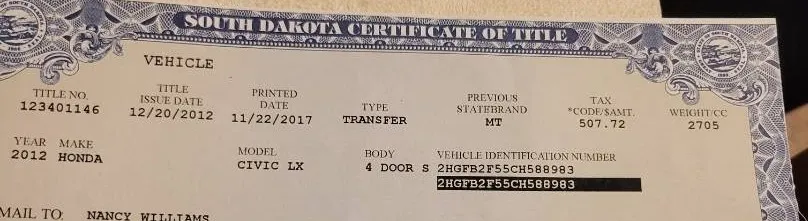 SOUTH DAKOTA CERTIFICATE OF TITLE
VEHICLE
TITLE NO. TITLE ISSUE DATE PRINTED DATE TYPE PREVIOUS STATEBRAND TAX *CODE/$AMT. WEIGHT/CC
123401146 12/20/2012 11/22/2017 TRANSFER MT 507.72 2705
YEAR MAKE MODEL BODY VEHICLE IDENTIFICATION NUMBER
2012 HONDA CIVIC LX 4 DOOR S 2HGFB2F55CH588983
2HGFB2F55CH588983
MAIL TO: NANCY WILLIAMS